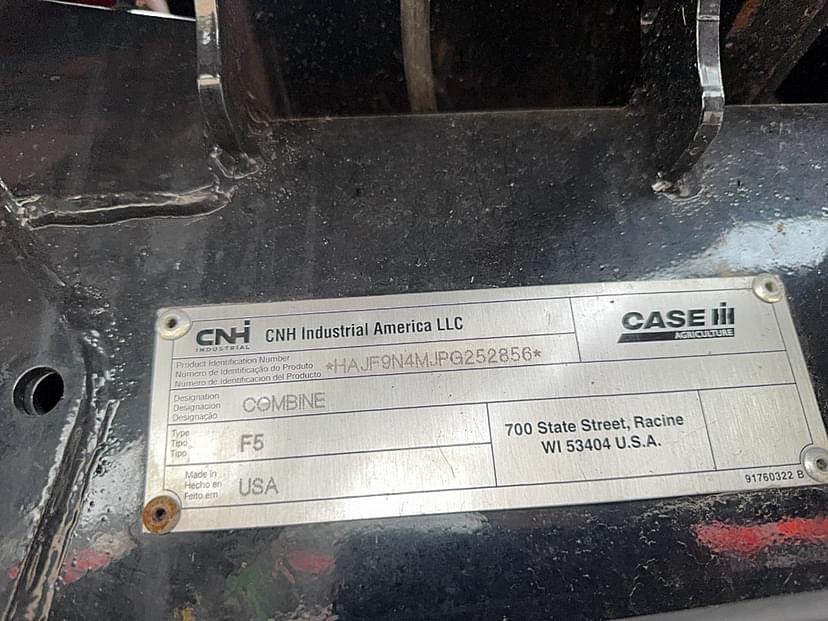 CNH INDUSTRIAL
CNH Industrial America LLC
CASE IH
AGRICULTURE
Product Identification Number
Número de Identificação do Produto
Número de Identificación del Producto
*HAJF9N4MJPG252856*
Designation
Designacion
Designação
COMBINE
Type
Tipo
Tipo
F5
700 State Street, Racine
WI 53404 U.S.A.
Made in
Hecho en
Feito em
USA
91760322 B